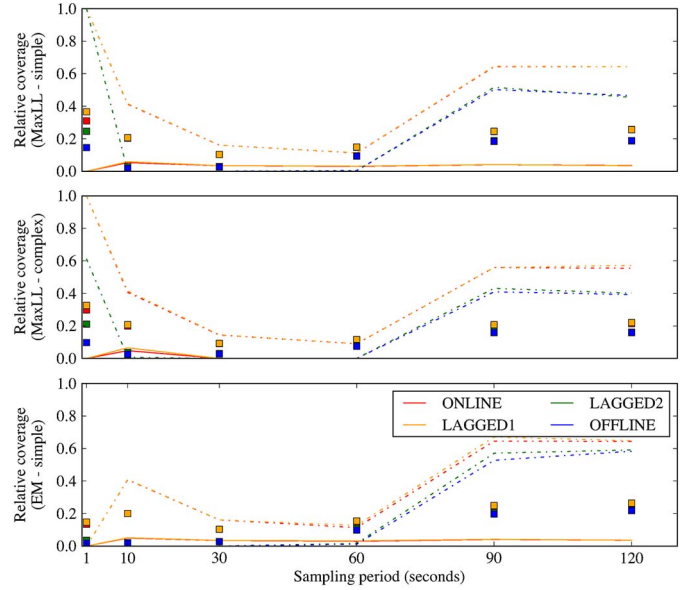 1.0
0.8
0.6
0.4
0.2
0.0
Relative coverage
(MaxLL - simple)
1.0
0.8
0.6
0.4
0.2
0.0
Relative coverage
(MaxLL - complex)
1.0
0.8
0.6
0.4
0.2
0.0
Relative coverage
(EM - simple)
ONLINE
LAGGED2
LAGGED1
OFFLINE
1 10 30 60 90 120
Sampling period (seconds)